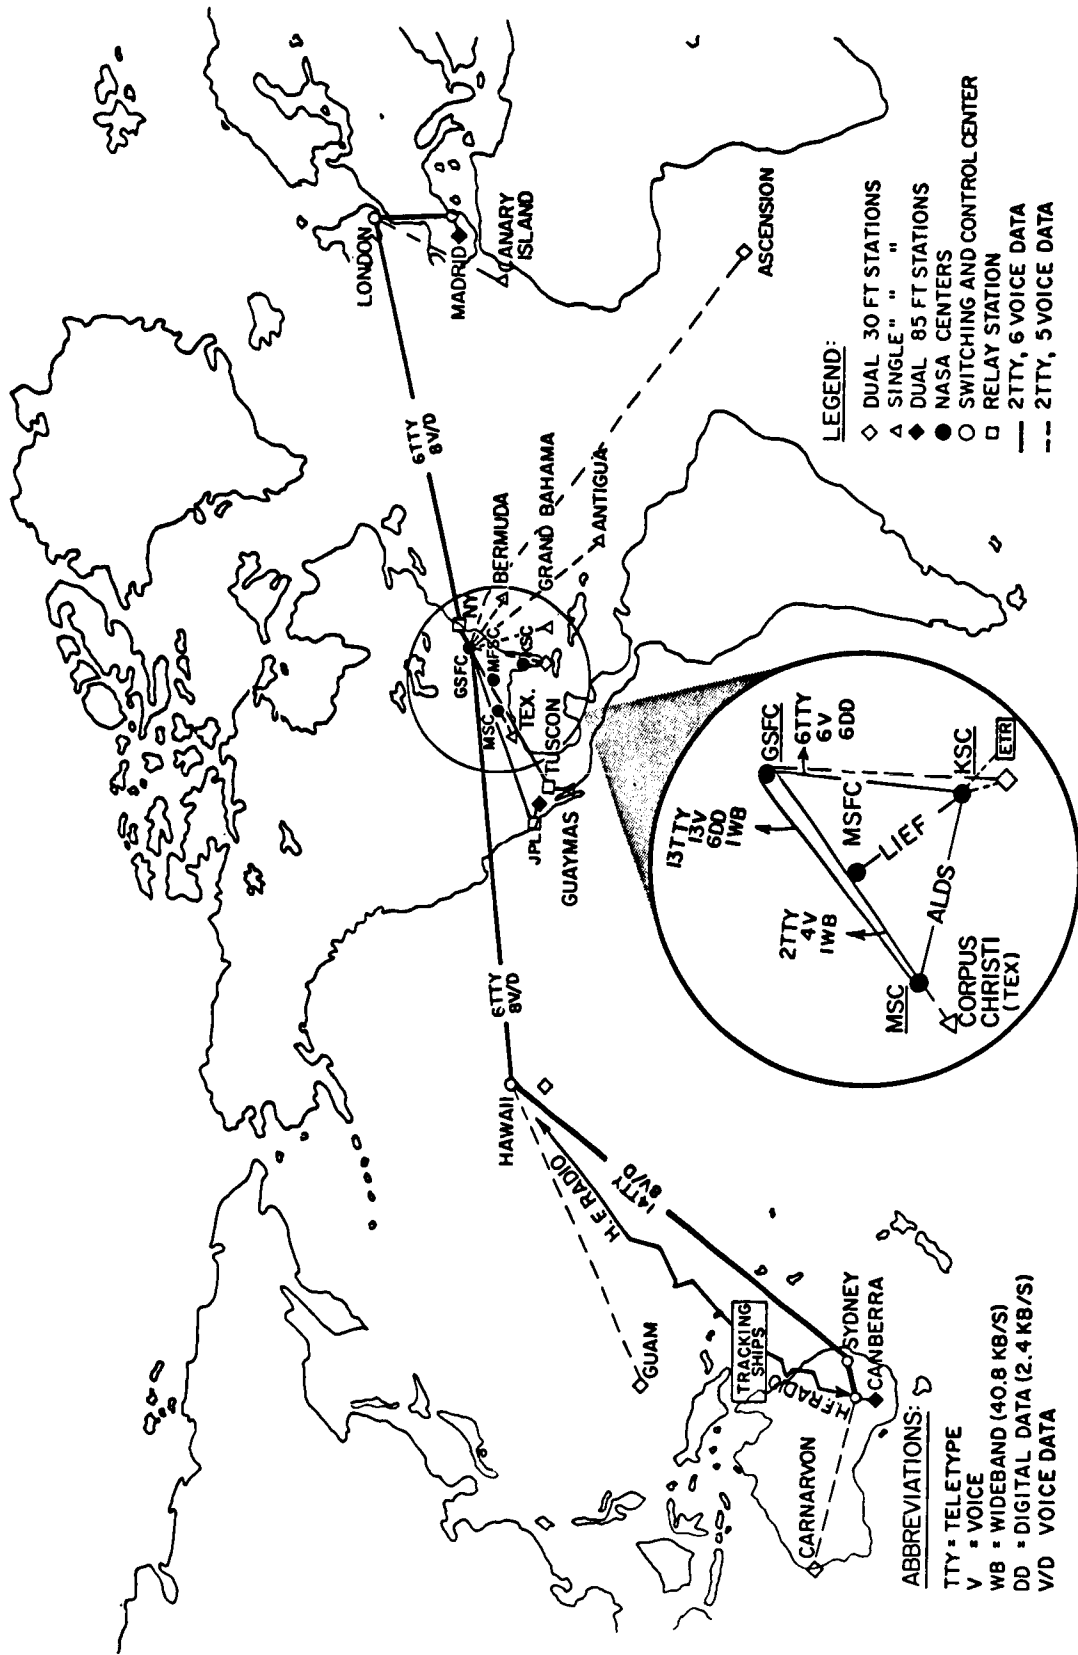 LONDON
MADRID
CANARY
ISLAND
ASCENSION
6TTY
8V/D
BERMUDA
GRAND BAHAMA
ANTIGUA
NY
GSFC
MFSC
KSC
MSC
TEX.
TUSCON
JPL
GUAYMAS
6TTY
8V/D
HAWAII
H.F. RADIO
14TTY
8V/D
GUAM
TRACKING
SHIPS
H.F. RADIO
SYDNEY
CANBERRA
CARNARVON
GSFC
6TTY
6V
6DD
MSFC
KSC
ETR
13TTY
13V
6DD
1WB
LIEF
ALDS
2TTY
4V
1WB
MSC
CORPUS
CHRISTI
(TEX)
LEGEND:
DUAL 30 FT STATIONS
SINGLE " " "
DUAL 85 FT STATIONS
NASA CENTERS
SWITCHING AND CONTROL CENTER
RELAY STATION
2TTY, 6 VOICE DATA
2TTY, 5 VOICE DATA
ABBREVIATIONS:
TTY = TELETYPE
V = VOICE
WB = WIDEBAND (40.8 KB/S)
DD = DIGITAL DATA (2.4 KB/S)
V/D VOICE DATA